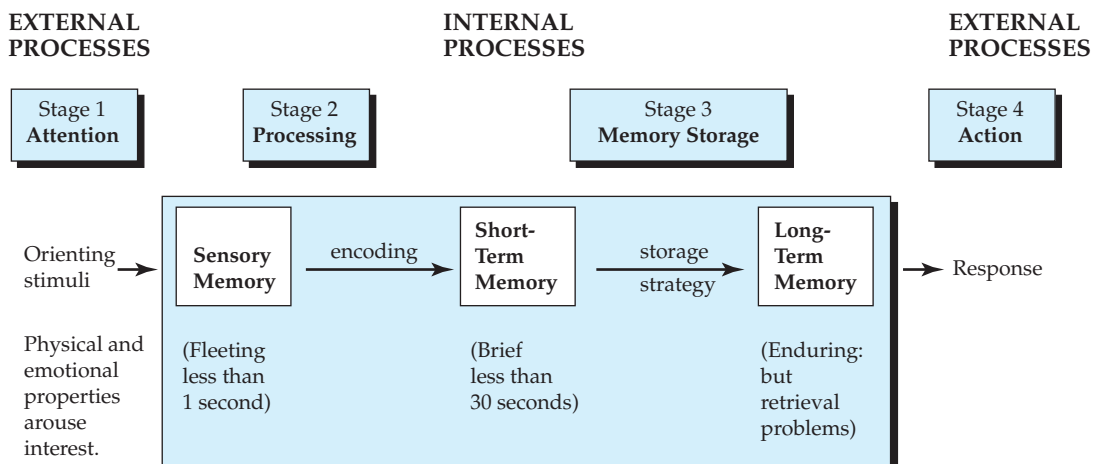 EXTERNAL
PROCESSES
INTERNAL
PROCESSES
EXTERNAL
PROCESSES
Stage 1
Attention
Stage 2
Processing
Stage 3
Memory Storage
Stage 4
Action
Orienting
stimuli
Sensory
Memory
encoding
Short-
Term
Memory
storage
strategy
Long-
Term
Memory
Response
Physical and
emotional
properties
arouse
interest.
(Fleeting
less than
1 second)
(Brief
less than
30 seconds)
(Enduring:
but
retrieval
problems)